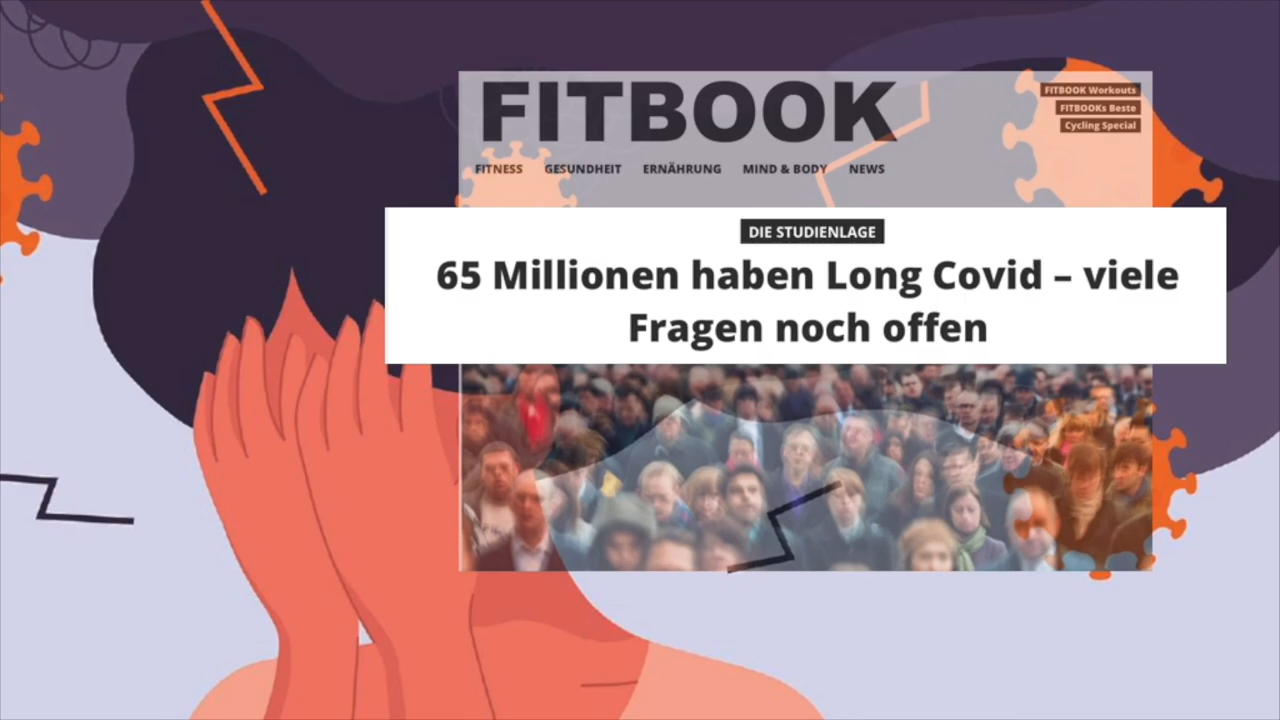 FITBOOK
FITBOOK Workouts
FITBOOKs Beste
Cycling Special
FITNESS GESUNDHEIT ERNÄHRUNG MIND & BODY NEWS
DIE STUDIENLAGE
65 Millionen haben Long Covid – viele
Fragen noch offen